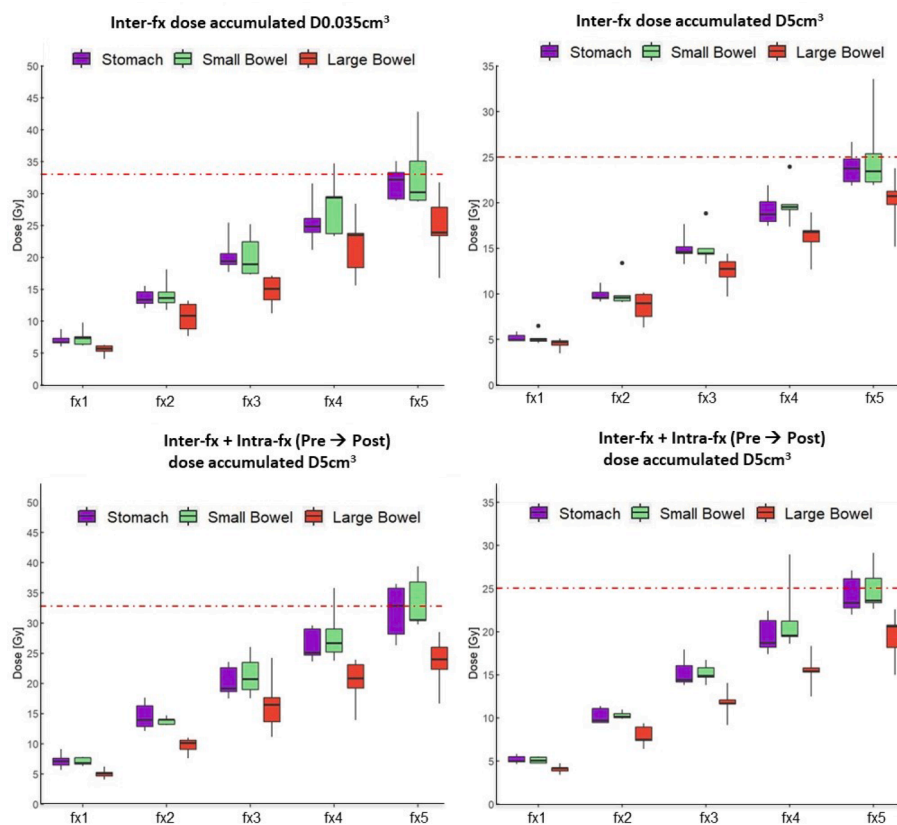 Inter-fx dose accumulated D0.035cm³
Stomach Small Bowel Large Bowel
Dose [Gy]
50
45
40
35
30
25
20
15
10
5
0
fx1 fx2 fx3 fx4 fx5
Inter-fx dose accumulated D5cm³
Stomach Small Bowel Large Bowel
Dose [Gy]
35
30
25
20
15
10
5
0
fx1 fx2 fx3 fx4 fx5
Inter-fx + Intra-fx (Pre → Post)
dose accumulated D5cm³
Stomach Small Bowel Large Bowel
Dose [Gy]
50
45
40
35
30
25
20
15
10
5
0
fx1 fx2 fx3 fx4 fx5
Inter-fx + Intra-fx (Pre → Post)
dose accumulated D5cm³
Stomach Small Bowel Large Bowel
Dose [Gy]
35
30
25
20
15
10
5
0
fx1 fx2 fx3 fx4 fx5